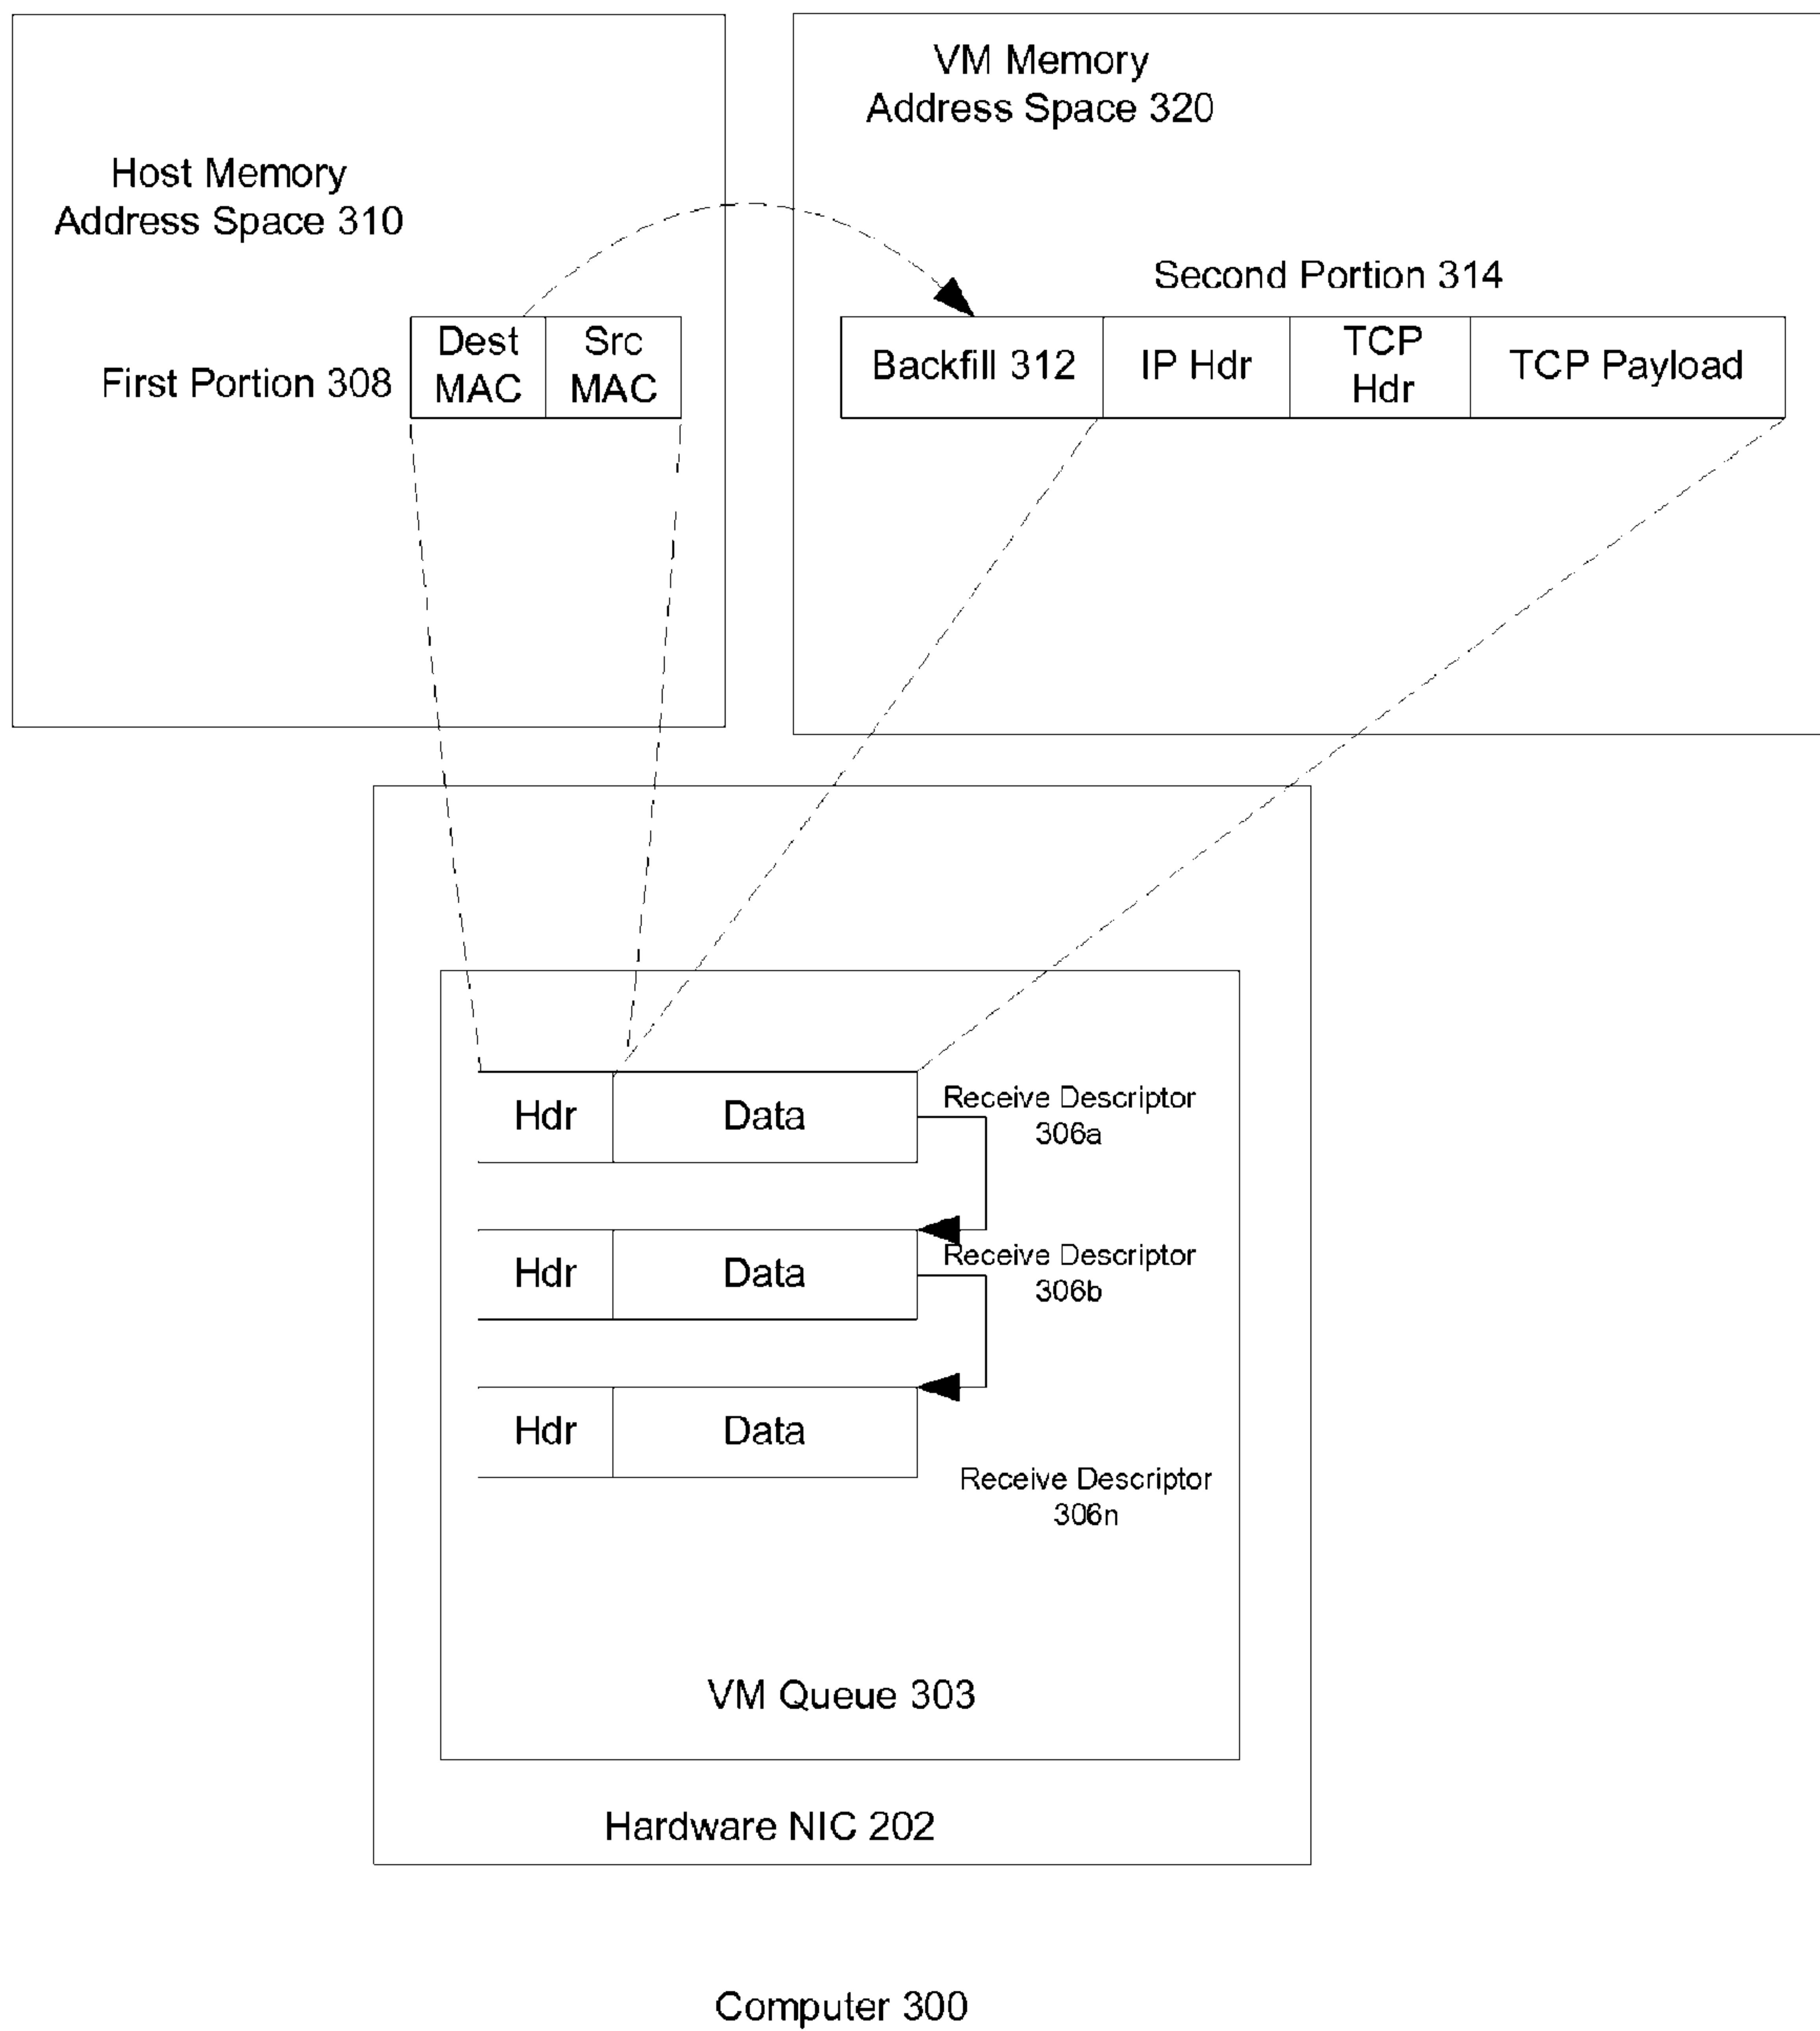 VM Memory
Address Space 320
Host Memory
Address Space 310
Second Portion 314
First Portion 308
Dest
MAC
Src
MAC
Backfill 312
IP Hdr
TCP
Hdr
TCP Payload
Hdr
Data
Receive Descriptor
306a
Hdr
Data
Receive Descriptor
306b
Hdr
Data
Receive Descriptor
306n
VM Queue 303
Hardware NIC 202
Computer 300